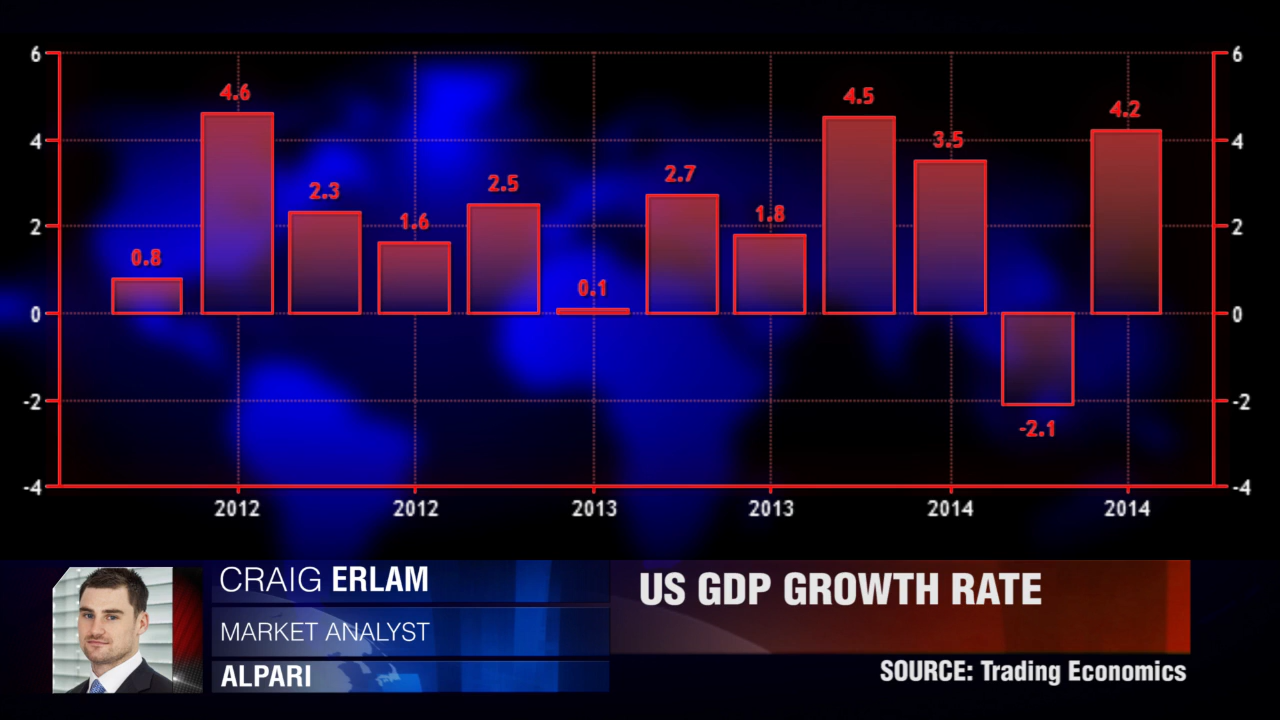 6 6
4.6 4.5 4.2
4 3.5 4
2.3 2.5 2.7
2 1.6 1.8 2
0.8 0.1
0 0
-2 -2
-2.1
-4 -4
2012 2012 2013 2013 2014 2014
CRAIG ERLAM
MARKET ANALYST
ALPARI
US GDP GROWTH RATE
SOURCE: Trading Economics